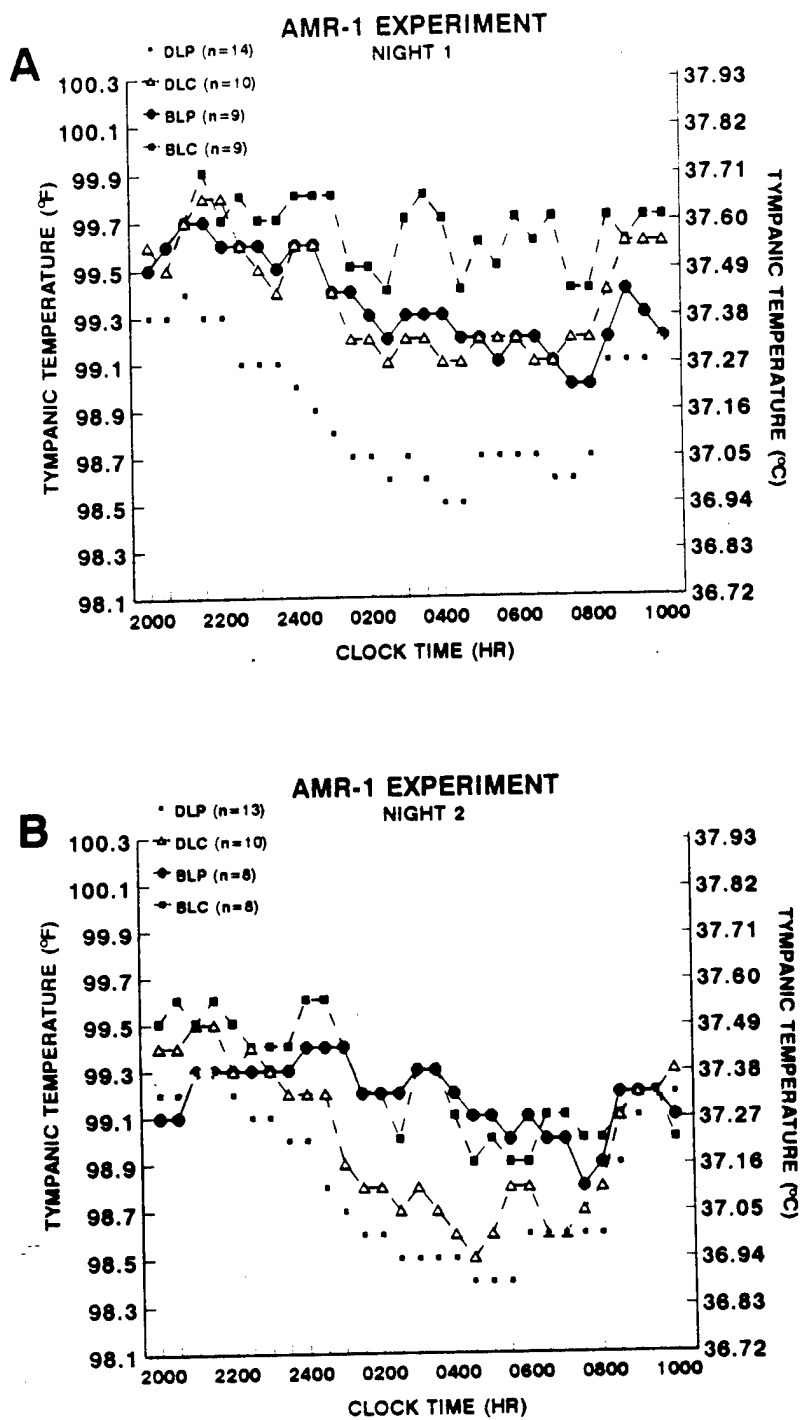 AMR-1 EXPERIMENT
NIGHT 1
A
DLP (n=14)
DLC (n=10)
BLP (n=9)
BLC (n=9)
TYMPANIC TEMPERATURE (ºF)
100.3
100.1
99.9
99.7
99.5
99.3
99.1
98.9
98.7
98.5
98.3
98.1
37.93
37.82
37.71
37.60
37.49
37.38
37.27
37.16
37.05
36.94
36.83
36.72
TYMPANIC TEMPERATURE (ºC)
2000 2200 2400 0200 0400 0600 0800 1000
CLOCK TIME (HR)
AMR-1 EXPERIMENT
NIGHT 2
B
DLP (n=13)
DLC (n=10)
BLP (n=8)
BLC (n=8)
TYMPANIC TEMPERATURE (ºF)
100.3
100.1
99.9
99.7
99.5
99.3
99.1
98.9
98.7
98.5
98.3
98.1
37.93
37.82
37.71
37.60
37.49
37.38
37.27
37.16
37.05
36.94
36.83
36.72
TYMPANIC TEMPERATURE (ºC)
2000 2200 2400 0200 0400 0600 0800 1000
CLOCK TIME (HR)